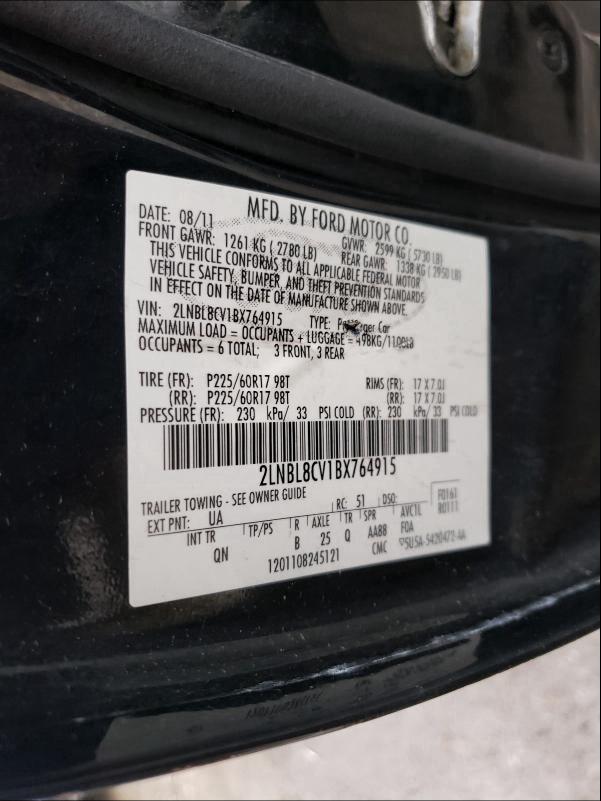 MFD. BY FORD MOTOR CO.
DATE: 08/11 GVWR: 2599 KG ( 5730 LB)
FRONT GAWR: 1261 KG ( 2780 LB) REAR GAWR: 1338 KG ( 2950 LB)
THIS VEHICLE CONFORMS TO ALL APPLICABLE FEDERAL MOTOR
VEHICLE SAFETY, BUMPER, AND THEFT PREVENTION STANDARDS
IN EFFECT ON THE DATE OF MANUFACTURE SHOWN ABOVE.
VIN: 2LNBL8CV1BX764915 TYPE: Car
MAXIMUM LOAD = OCCUPANTS + LUGGAGE = 498KG/1100LB
OCCUPANTS = 6 TOTAL; 3 FRONT, 3 REAR
TIRE (FR): P225/60R17 98T RIMS (FR): 17 X 7.0J
(RR): P225/60R17 98T (RR): 17 X 7.0J
PRESSURE (FR): 230 kPa/ 33 PSI COLD (RR): 230 kPa/ 33 PSI COLD
2LNBL8CV1BX764915
TRAILER TOWING - SEE OWNER GUIDE F0161
EXT PNT: UA RC: 51 DSO: R0111
INT TR TP/PS R AXLE TR SPR AVCTL
QN B 25 Q AA88 FOA
1201108245121 CMC